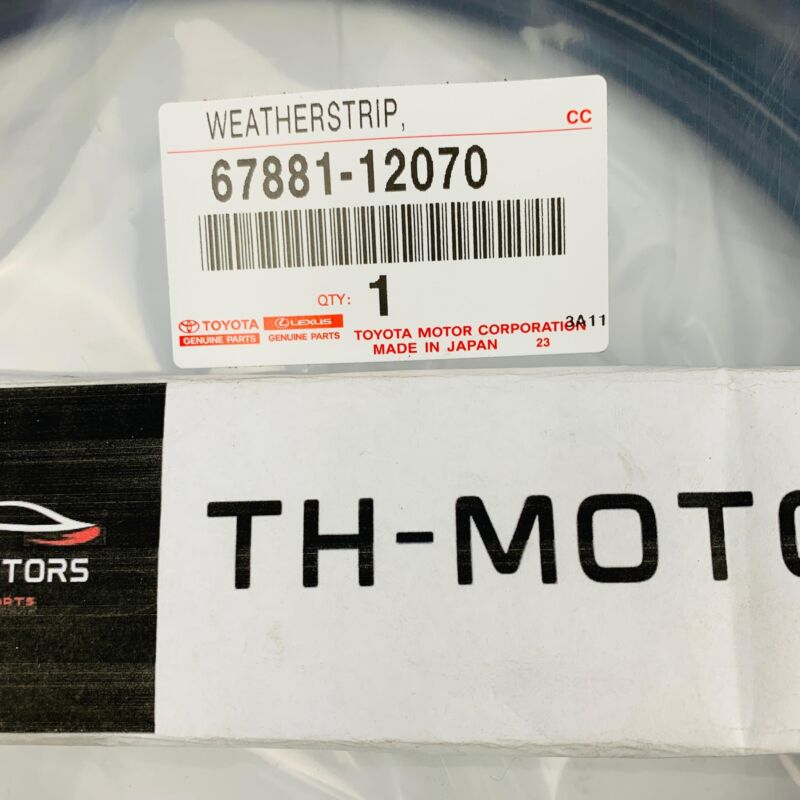 WEATHERSTRIP,
CC
67881-12070
QTY: 1
TOYOTA
GENUINE PARTS
LEXUS
GENUINE PARTS
TOYOTA MOTOR CORPORATION
3A11
MADE IN JAPAN 23
TH-MOTO
TORS